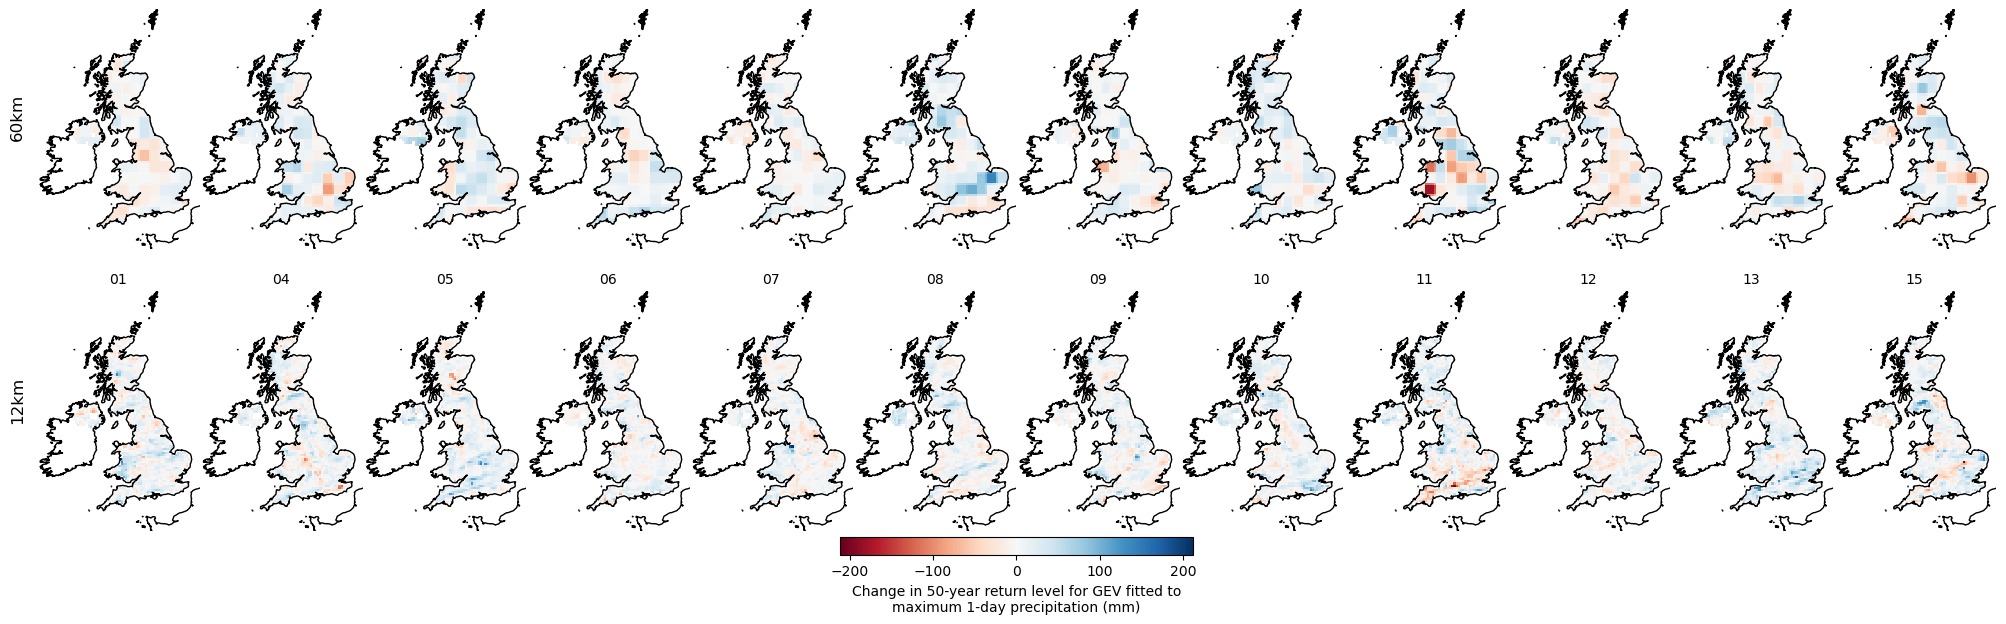 60km
01 04 05 06 07 08 09 10 11 12 13 15
12km
−200 −100 0 100 200
Change in 50-year return level for GEV fitted to
maximum 1-day precipitation (mm)